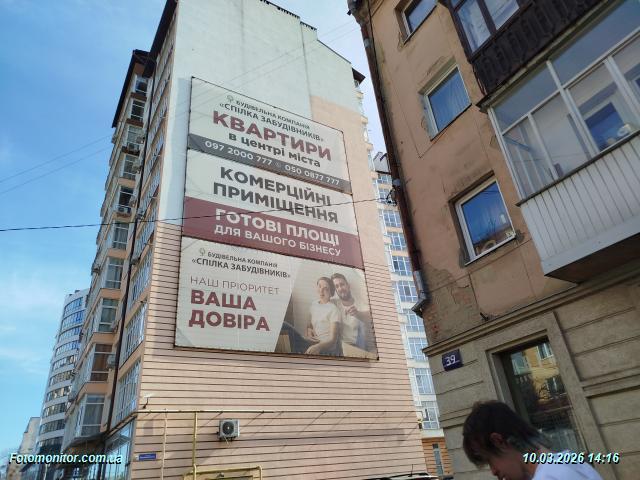 БУДІВЕЛЬНА КОМПАНІЯ
«СПІЛКА ЗАБУДІВНИКІВ»
КВАРТИРИ
в центрі міста
097 2000 777 050 0877 777
КОМЕРЦІЙНІ
ПРИМІЩЕННЯ
ГОТОВІ ПЛОЩІ
ДЛЯ ВАШОГО БІЗНЕСУ
БУДІВЕЛЬНА КОМПАНІЯ
«СПІЛКА ЗАБУДІВНИКІВ»
НАШ ПРІОРИТЕТ
ВАША
ДОВІРА
39
Fotomonitor.com.ua
10.03.2026 14:16